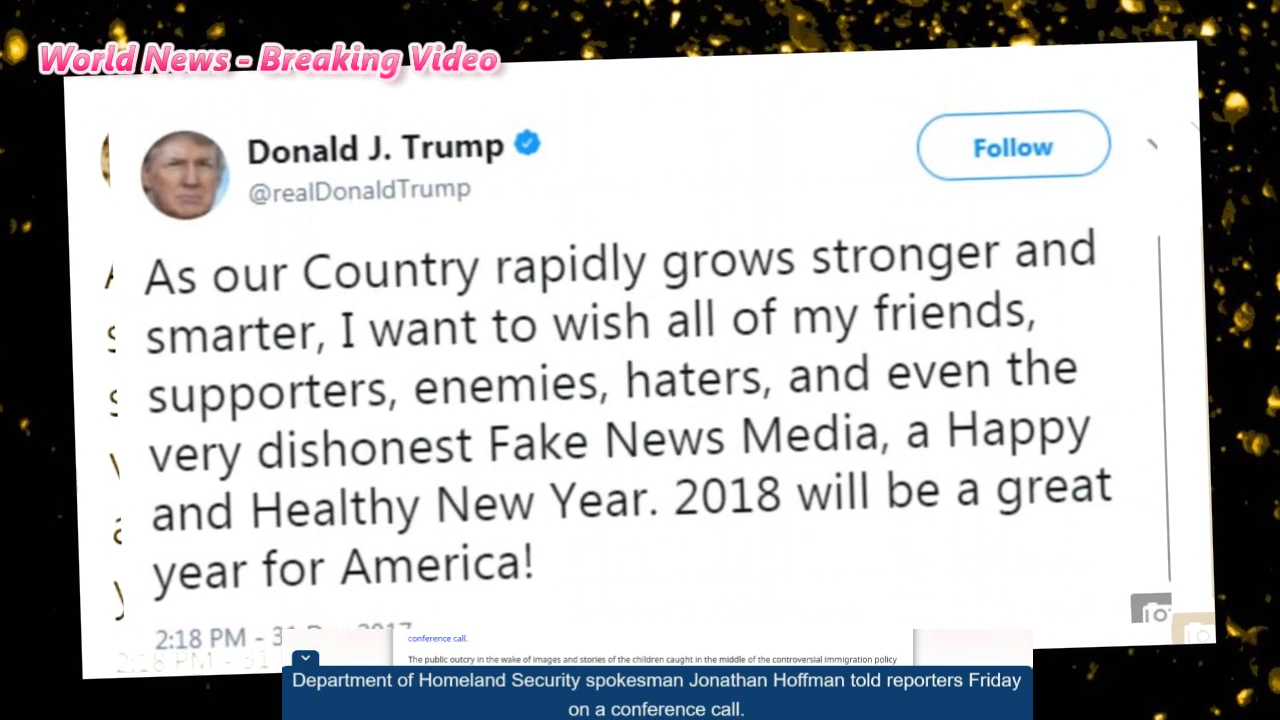 World News - Breaking Video
Donald J. Trump
@realDonaldTrump
Follow
As our Country rapidly grows stronger and
smarter, I want to wish all of my friends,
supporters, enemies, haters, and even the
very dishonest Fake News Media, a Happy
and Healthy New Year. 2018 will be a great
year for America!
2:18 PM - 31 Dec 2017
conference call.
The public outcry in the wake of images and stories of the children caught in the middle of the controversial immigration policy
Department of Homeland Security spokesman Jonathan Hoffman told reporters Friday
on a conference call.